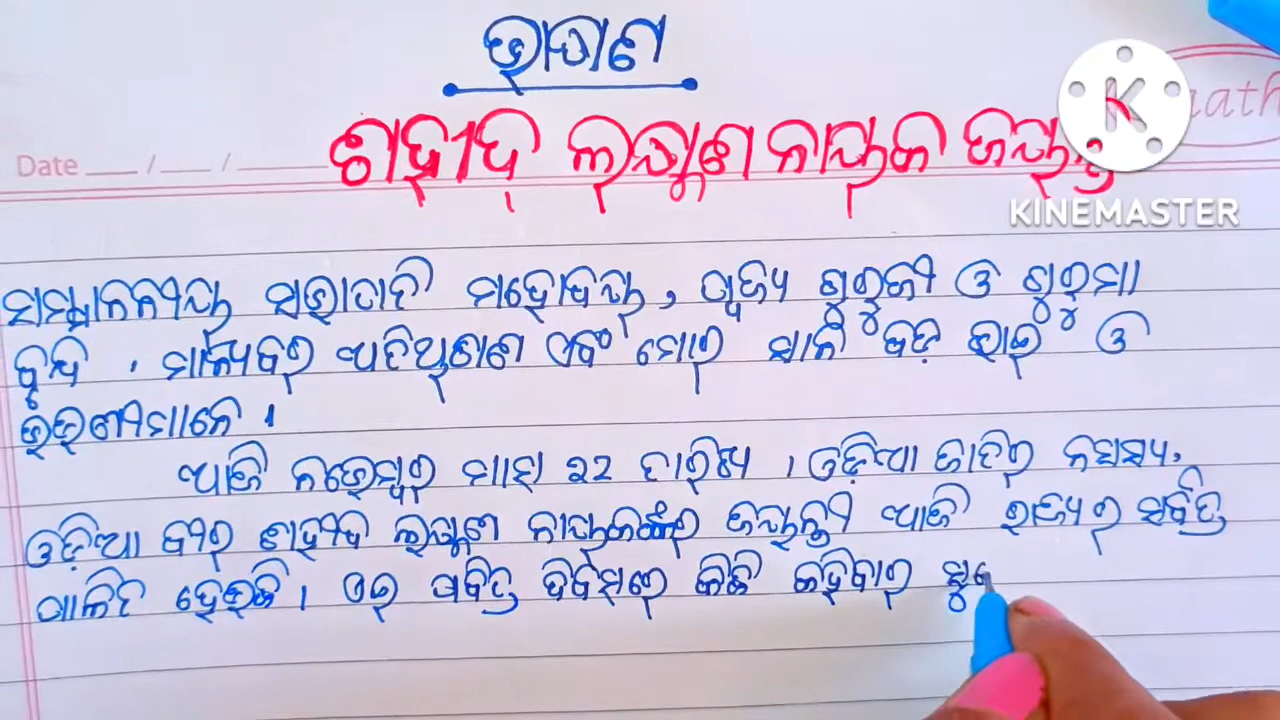 ଭାଷଣ
ଶହୀଦ୍ ଲକ୍ଷ୍ମଣ ନାୟକ ଜୟନ୍ତୀ
Date
KINEMASTER
ସମ୍ମାନନୀୟ ସଭାପତି ମହୋଦୟ, ପୂଜ୍ୟ ଗୁରୁଜୀ ଓ ଗୁରୁମା
ବୃନ୍ଦ , ମାନ୍ୟବର ଅତିଥିଗଣ ଏବଂ ମୋର ସାନ ବଡ଼ ଭାଇ ଓ
ଭଉଣୀମାନେ ।
ଆଜି ନଭେମ୍ବର ମାସ ୨୨ ତାରିଖ । ଓଡ଼ିଆ ଜାତିର ନମସ୍ୟ,
ଓଡ଼ିଆ ବୀର ଶହୀଦ ଲକ୍ଷ୍ମଣ ନାୟକଙ୍କର ଜୟନ୍ତୀ ଆଜି ରାଜ୍ୟର ସର୍ବତ୍ର
ପାଳିତ ହେଉଛି । ଏଇ ପବିତ୍ର ଦିବସରେ କିଛି କହିବାର